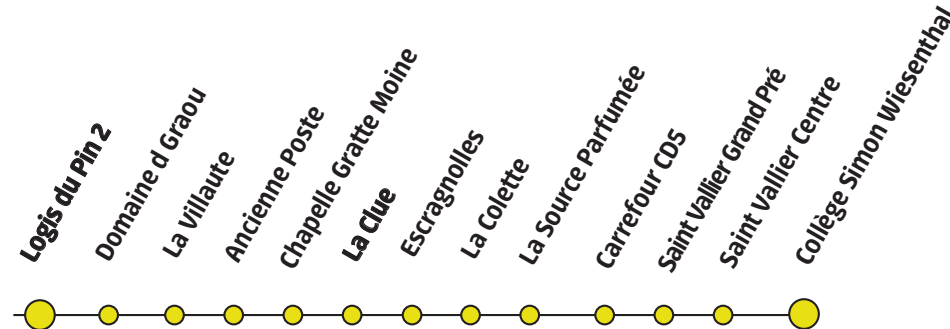 Logis du Pin 2
Domaine d Graou
La Villaute
Ancienne Poste
Chapelle Gratte Moine
La Clue
Escragnolles
La Colette
La Source Parfumée
Carrefour CD5
Saint Vallier Grand Pré
Saint Vallier Centre
Collège Simon Wiesenthal